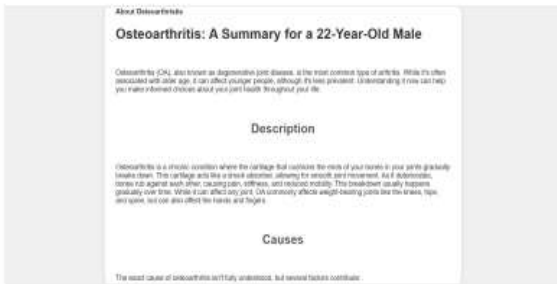 About Osteoarthritis
Osteoarthritis: A Summary for a 22-Year-Old Male
Osteoarthritis (OA), also known as degenerative joint disease, is the most common type of arthritis. While it's often
associated with older age, it can affect younger people, although it's less prevalent. Understanding it now can help
you make informed choices about your joint health throughout your life.
Description
Osteoarthritis is a chronic condition where the cartilage that cushions the ends of your bones in your joints gradually
breaks down. This cartilage acts like a shock absorber, allowing for smooth joint movement. As it deteriorates,
bones rub against each other, causing pain, stiffness, and reduced mobility. This breakdown usually happens
gradually over time. While it can affect any joint, OA commonly affects weight-bearing joints like the knees, hips,
and spine, but can also affect the hands and fingers.
Causes
The exact cause of osteoarthritis isn't fully understood, but several factors contribute: